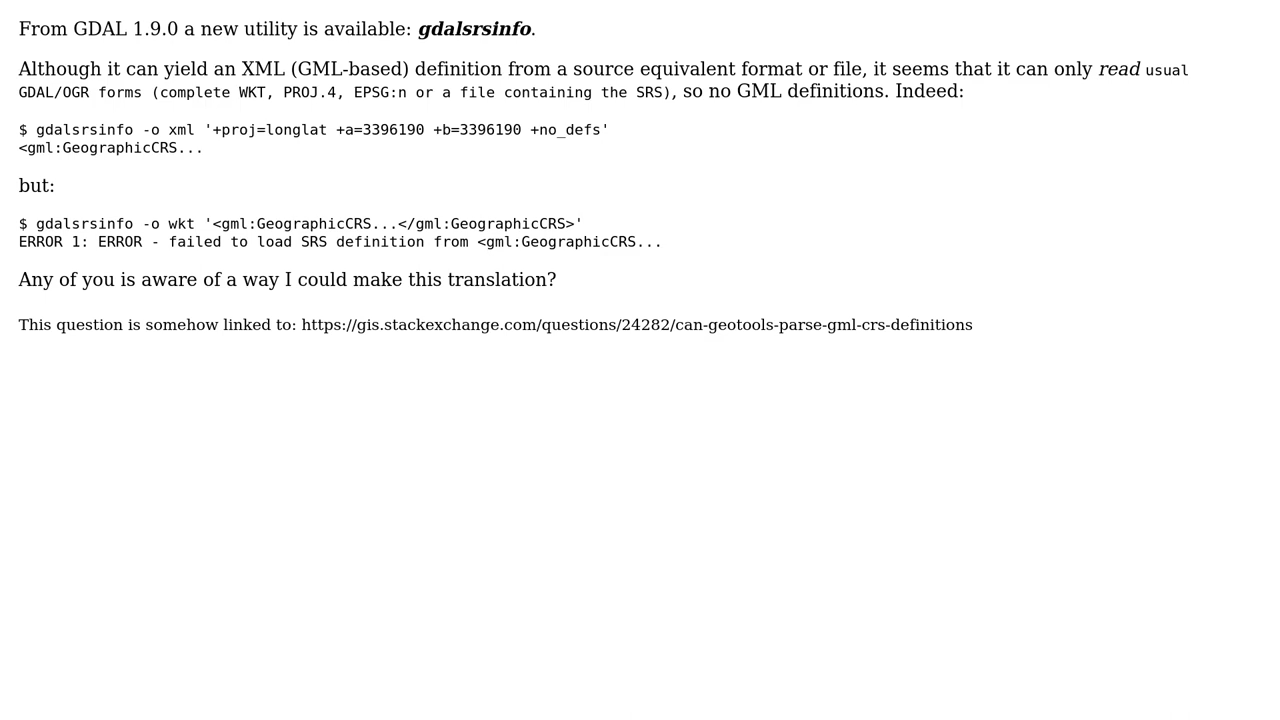 From GDAL 1.9.0 a new utility is available: gdalsrsinfo.
Although it can yield an XML (GML-based) definition from a source equivalent format or file, it seems that it can only read usual
GDAL/OGR forms (complete WKT, PROJ.4, EPSG:n or a file containing the SRS), so no GML definitions. Indeed:
$ gdalsrsinfo -o xml '+proj=longlat +a=3396190 +b=3396190 +no_defs'
<gml:GeographicCRS...
but:
$ gdalsrsinfo -o wkt '<gml:GeographicCRS...</gml:GeographicCRS>'
ERROR 1: ERROR - failed to load SRS definition from <gml:GeographicCRS...
Any of you is aware of a way I could make this translation?
This question is somehow linked to: https://gis.stackexchange.com/questions/24282/can-geotools-parse-gml-crs-definitions